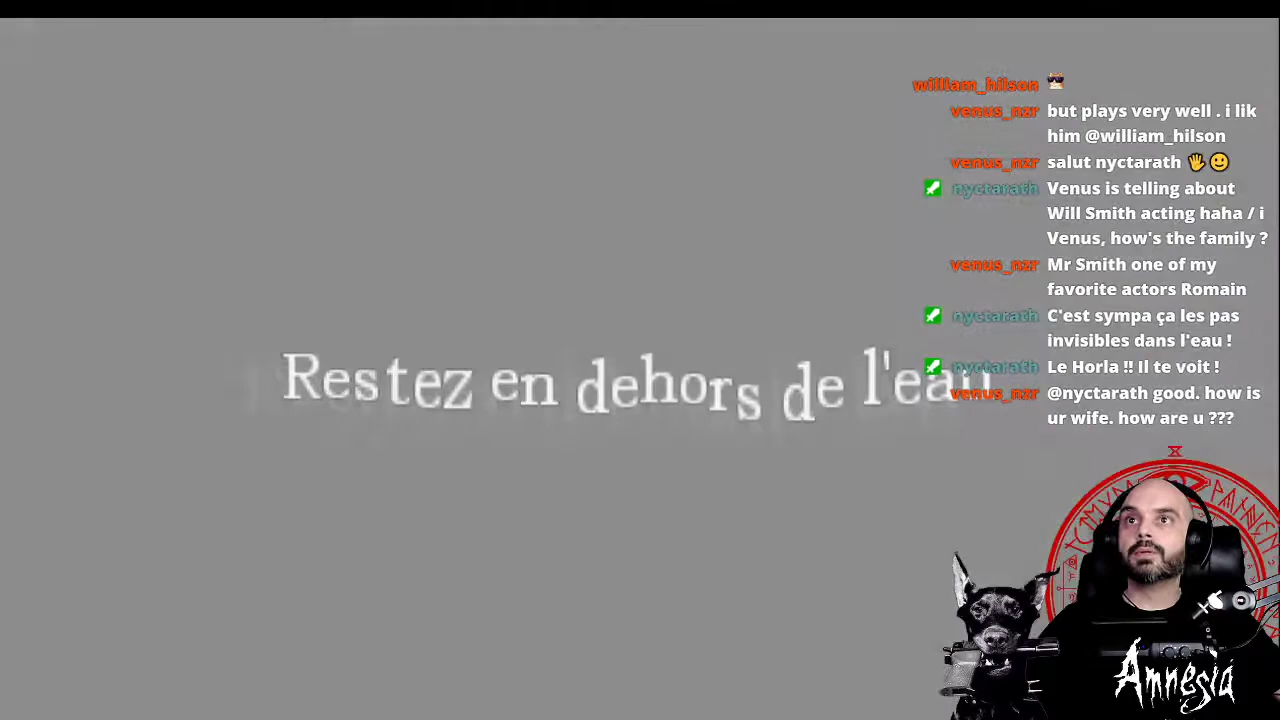 william_hilson
venus_nzr but plays very well . i lik
him @william_hilson
venus_nzr salut nyctarath
nyctarath Venus is telling about
Will Smith acting haha / i
Venus, how's the family ?
venus_nzr Mr Smith one of my
favorite actors Romain
nyctarath C'est sympa ça les pas
invisibles dans l'eau !
nyctarath Le Horla !! Il te voit !
venus_nzr @nyctarath good. how is
ur wife. how are u ???
Restez en dehors de l'eau
Amnesia